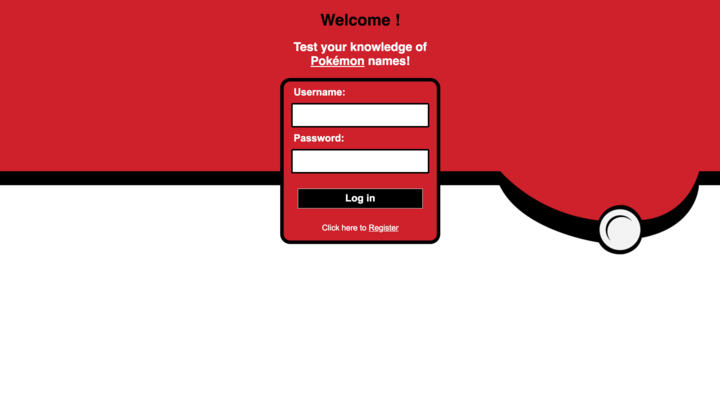 Welcome !
Test your knowledge of
Pokémon names!
Username:
Password:
Log in
Click here to Register